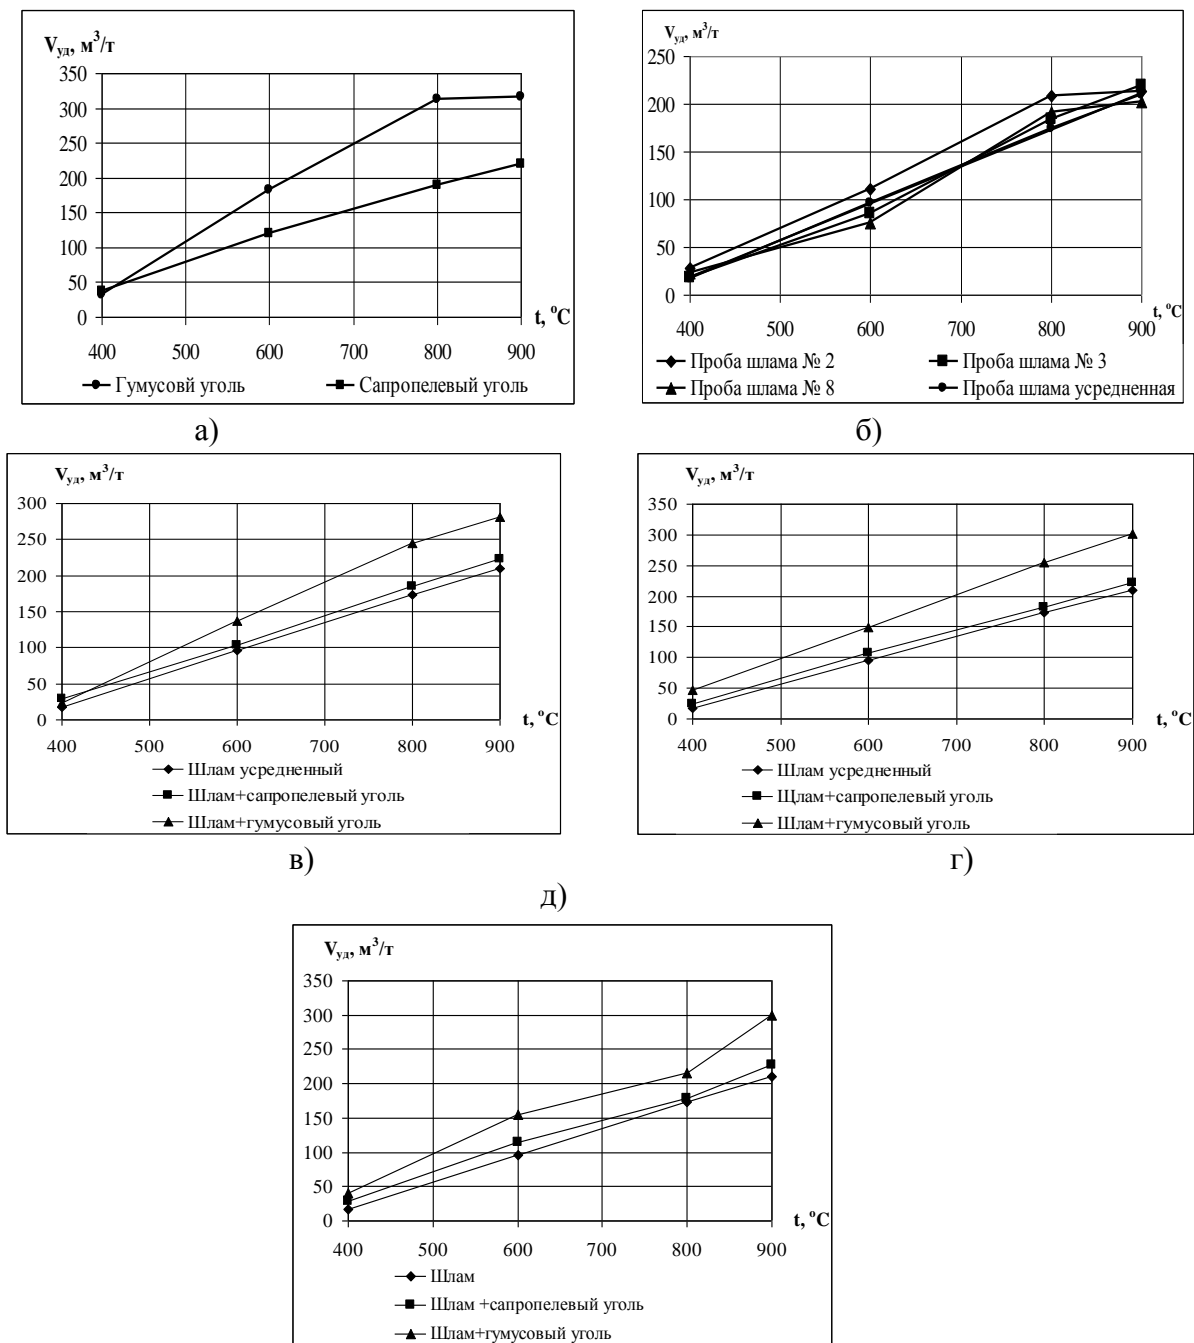 Vуд, м³/т
350
300
250
200
150
100
50
0
t, °C
400 500 600 700 800 900
Гумусовй уголь Сапропелевый уголь
а)
Vуд, м³/т
250
200
150
100
50
0
t, °C
400 500 600 700 800 900
Проба шлама № 2 Проба шлама № 3
Проба шлама № 8 Проба шлама усредненная
б)
Vуд, м³/т
300
250
200
150
100
50
0
t, °C
400 500 600 700 800 900
Шлам усредненный
Шлам+сапропелевый уголь
Шлам+гумусовый уголь
в)
Vуд, м³/т
350
300
250
200
150
100
50
0
t, °C
400 500 600 700 800 900
Шлам усредненный
Щлам+сапропелевый уголь
Шлам+гумусовый уголь
г)
д)
Vуд, м³/т
350
300
250
200
150
100
50
0
t, °C
400 500 600 700 800 900
Шлам
Шлам +сапропелевый уголь
Шлам+гумусовый уголь